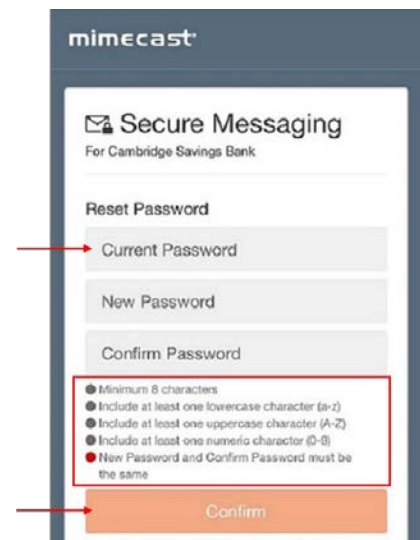 mimecast
Secure Messaging
For Cambridge Savings Bank
Reset Password
Current Password
New Password
Confirm Password
Minimum 8 characters
Include at least one lowercase character (a-z)
Include at least one uppercase character (A-Z)
Include at least one numeric character (0-9)
New Password and Confirm Password must be
the same
Confirm